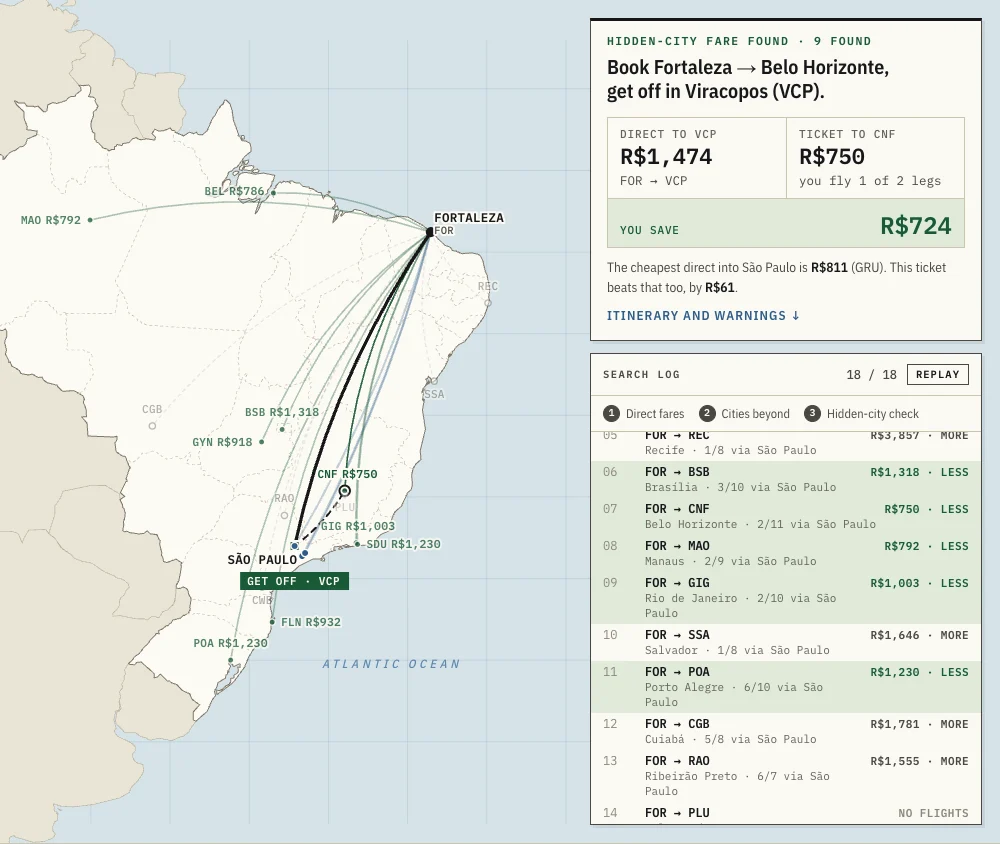 BEL R$786
MAO R$792
FORTALEZA
FOR
REC
SSA
CGB
BSB R$1,318
GYN R$918
CNF R$750
RAO
PLU
GIG R$1,003
SDU R$1,230
SÃO PAULO
GET OFF · VCP
CWB
FLN R$932
POA R$1,230
ATLANTIC OCEAN
HIDDEN-CITY FARE FOUND · 9 FOUND
Book Fortaleza → Belo Horizonte,
get off in Viracopos (VCP).
DIRECT TO VCP
R$1,474
FOR → VCP
TICKET TO CNF
R$750
you fly 1 of 2 legs
YOU SAVE R$724
The cheapest direct into São Paulo is R$811 (GRU). This ticket
beats that too, by R$61.
ITINERARY AND WARNINGS ↓
SEARCH LOG 18 / 18 REPLAY
1 Direct fares 2 Cities beyond 3 Hidden-city check
05 FOR → REC R$3,857 · MORE
Recife · 1/8 via São Paulo
06 FOR → BSB R$1,318 · LESS
Brasília · 3/10 via São Paulo
07 FOR → CNF R$750 · LESS
Belo Horizonte · 2/11 via São Paulo
08 FOR → MAO R$792 · LESS
Manaus · 2/9 via São Paulo
09 FOR → GIG R$1,003 · LESS
Rio de Janeiro · 2/10 via São
Paulo
10 FOR → SSA R$1,646 · MORE
Salvador · 1/8 via São Paulo
11 FOR → POA R$1,230 · LESS
Porto Alegre · 6/10 via São
Paulo
12 FOR → CGB R$1,781 · MORE
Cuiabá · 5/8 via São Paulo
13 FOR → RAO R$1,555 · MORE
Ribeirão Preto · 6/7 via São
Paulo
14 FOR → PLU NO FLIGHTS